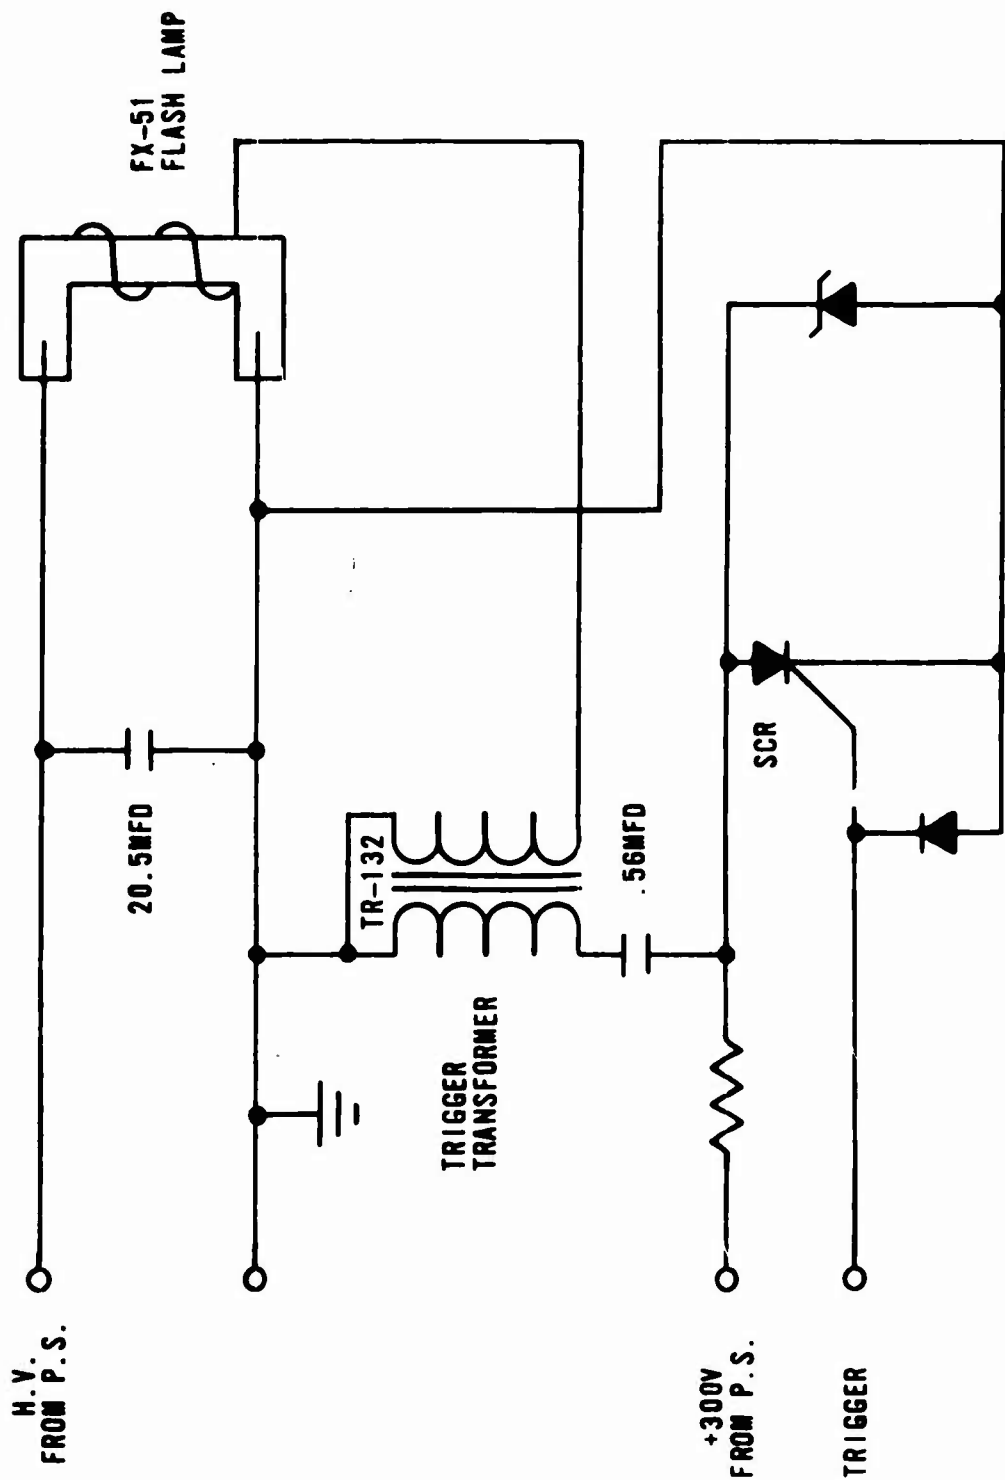 H.V.
FROM P.S.
20.5MFD
FX-51
FLASH LAMP
TR-132
TRIGGER
TRANSFORMER
.56MFD
+300V
FROM P.S.
SCR
TRIGGER